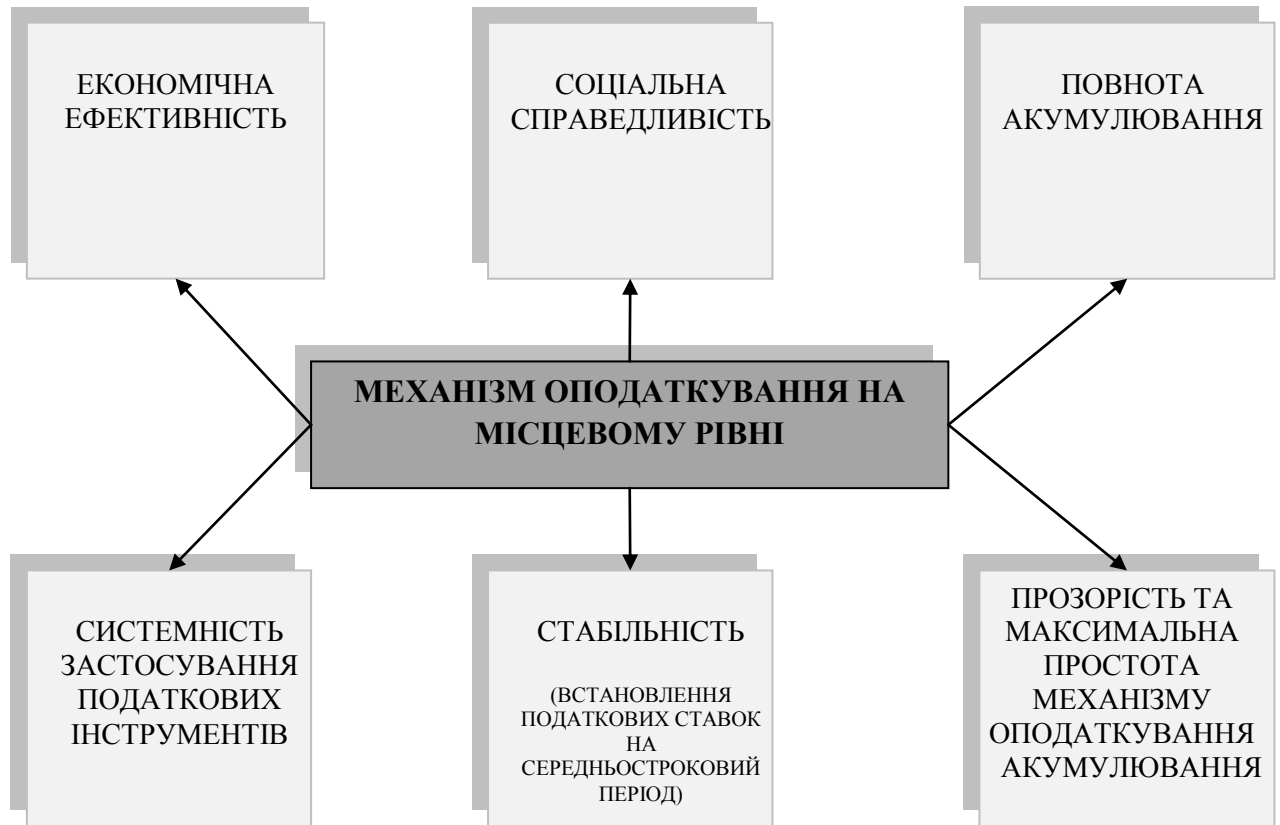 ЕКОНОМІЧНА
ЕФЕКТИВНІСТЬ
СОЦІАЛЬНА
СПРАВЕДЛИВІСТЬ
ПОВНОТА
АКУМУЛЮВАННЯ
МЕХАНІЗМ ОПОДАТКУВАННЯ НА
МІСЦЕВОМУ РІВНІ
СИСТЕМНІСТЬ
ЗАСТОСУВАННЯ
ПОДАТКОВИХ
ІНСТРУМЕНТІВ
СТАБІЛЬНІСТЬ
(ВСТАНОВЛЕННЯ
ПОДАТКОВИХ СТАВОК
НА
СЕРЕДНЬОСТРОКОВИЙ
ПЕРІОД)
ПРОЗОРІСТЬ ТА
МАКСИМАЛЬНА
ПРОСТОТА
МЕХАНІЗМУ
ОПОДАТКУВАННЯ
АКУМУЛЮВАННЯ